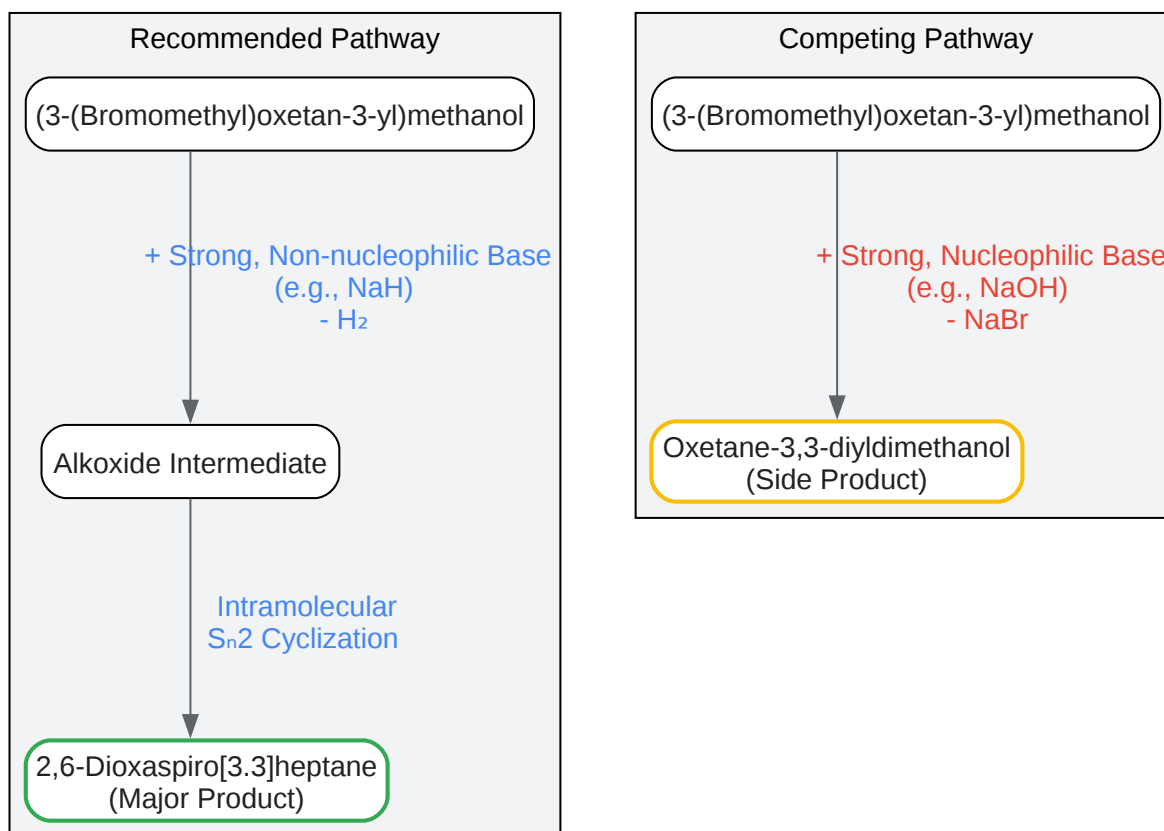 Recommended Pathway
(3-(Bromomethyl)oxetan-3-yl)methanol
+ Strong, Non-nucleophilic Base
(e.g., NaH)
- H₂
Alkoxide Intermediate
Intramolecular
Sₙ2 Cyclization
2,6-Dioxaspiro[3.3]heptane
(Major Product)
Competing Pathway
(3-(Bromomethyl)oxetan-3-yl)methanol
+ Strong, Nucleophilic Base
(e.g., NaOH)
- NaBr
Oxetane-3,3-diyldimethanol
(Side Product)